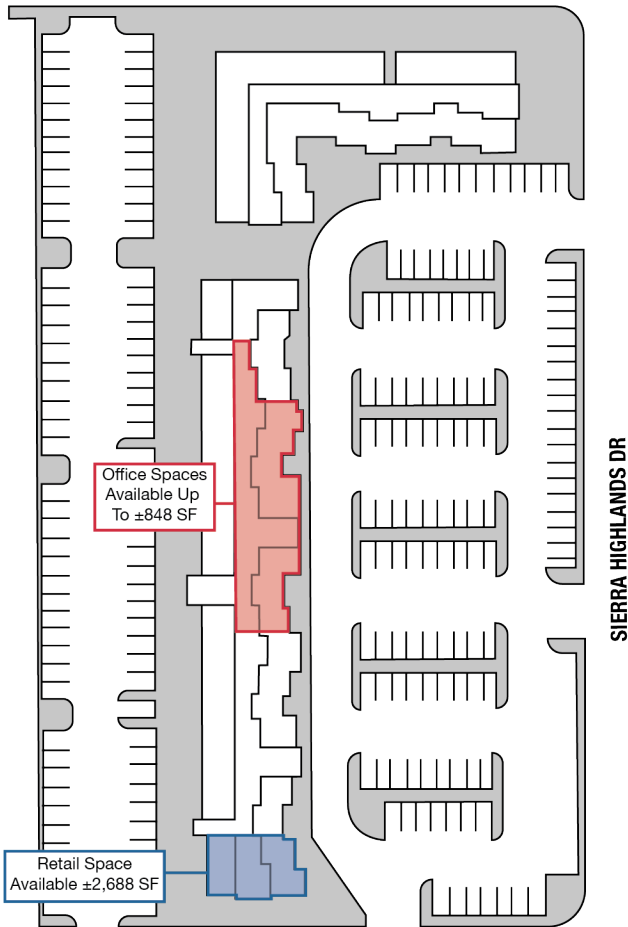 Office Spaces
Available Up
To ±848 SF
SIERRA HIGHLANDS DR
Retail Space
Available ±2,688 SF